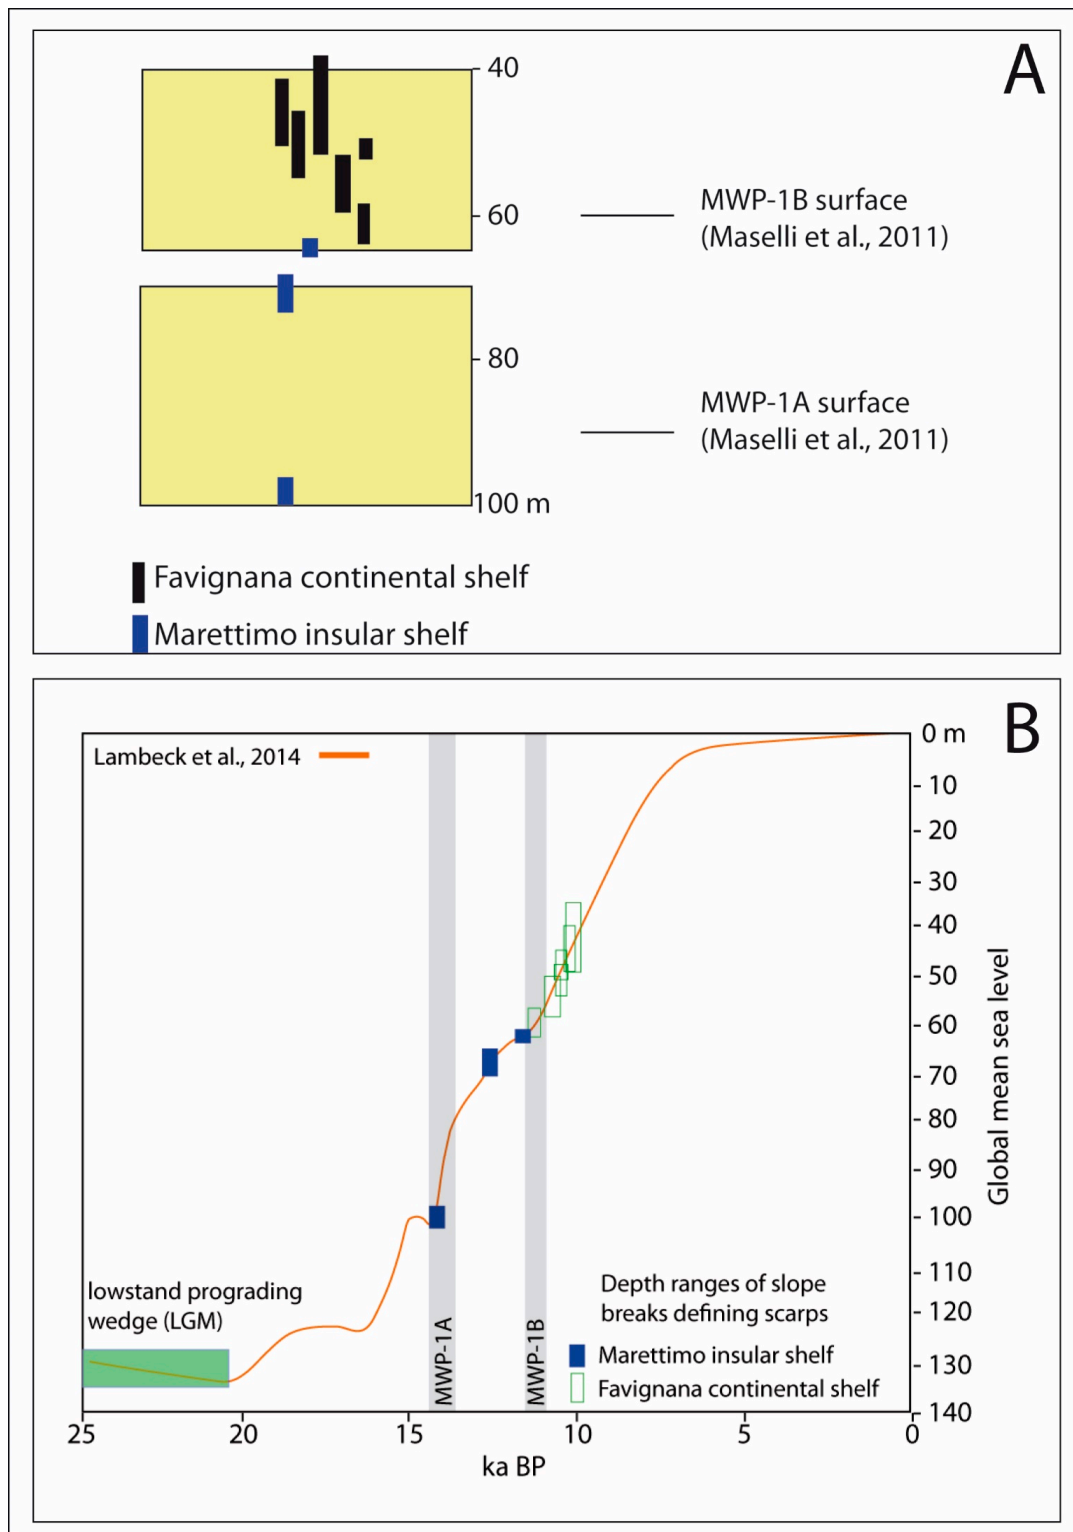 A
40
60
MWP-1B surface
(Maselli et al., 2011)
80
MWP-1A surface
(Maselli et al., 2011)
100 m
Favignana continental shelf
Marettimo insular shelf
B
0 m
Lambeck et al., 2014
10
20
30
40
50
60
70
80
90
100
110
120
130
140
Global mean sea level
lowstand prograding
wedge (LGM)
MWP-1A
MWP-1B
Depth ranges of slope
breaks defining scarps
Marettimo insular shelf
Favignana continental shelf
25
20
15
10
5
0
ka BP